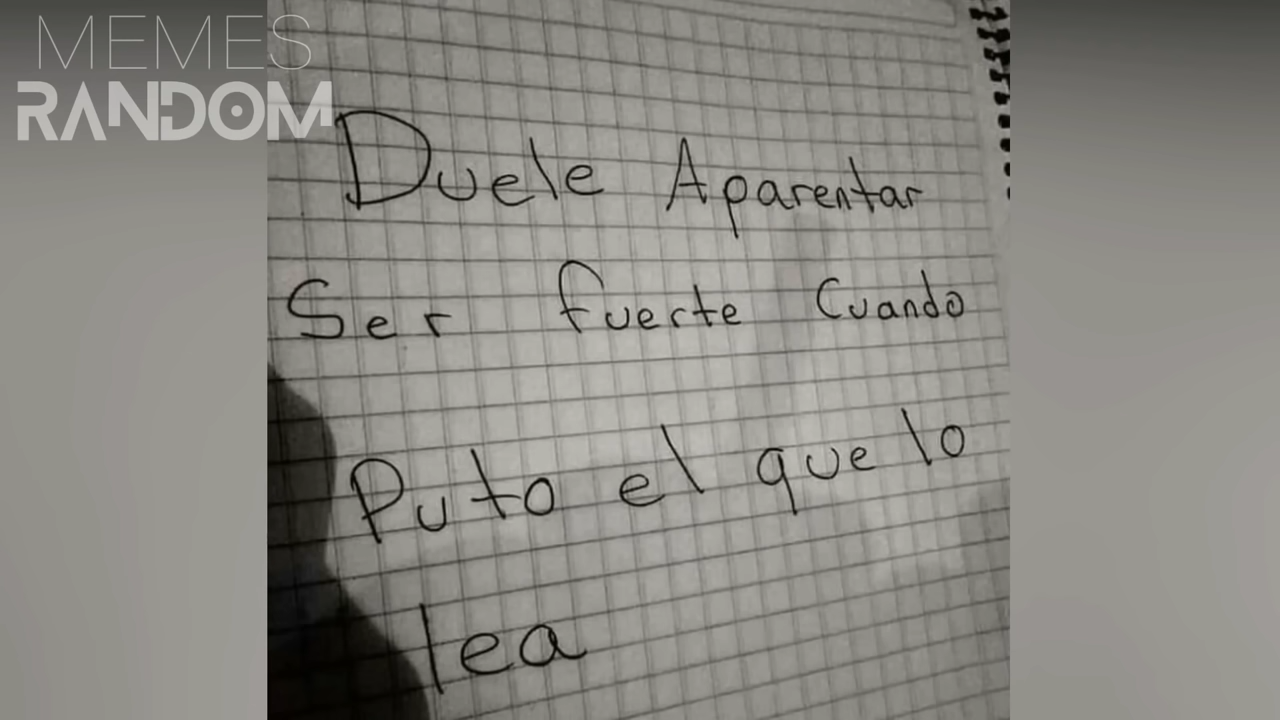 MEMES
RANDOM
Duele Aparentar
Ser fuerte Cuando
Puto el que lo
lea